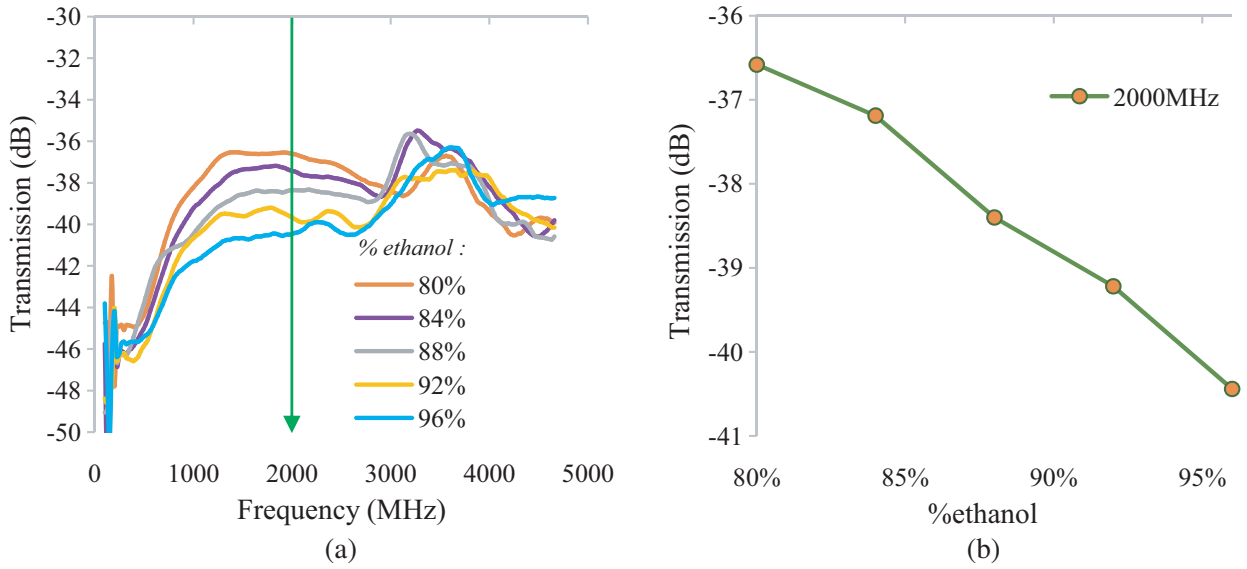 -30
-32
-34
-36
-38
-40
-42
-44
-46
-48
-50
Transmission (dB)
% ethanol :
80%
84%
88%
92%
96%
0 1000 2000 3000 4000 5000
Frequency (MHz)
(a)
-36
-37
-38
-39
-40
-41
Transmission (dB)
2000MHz
80% 85% 90% 95%
%ethanol
(b)